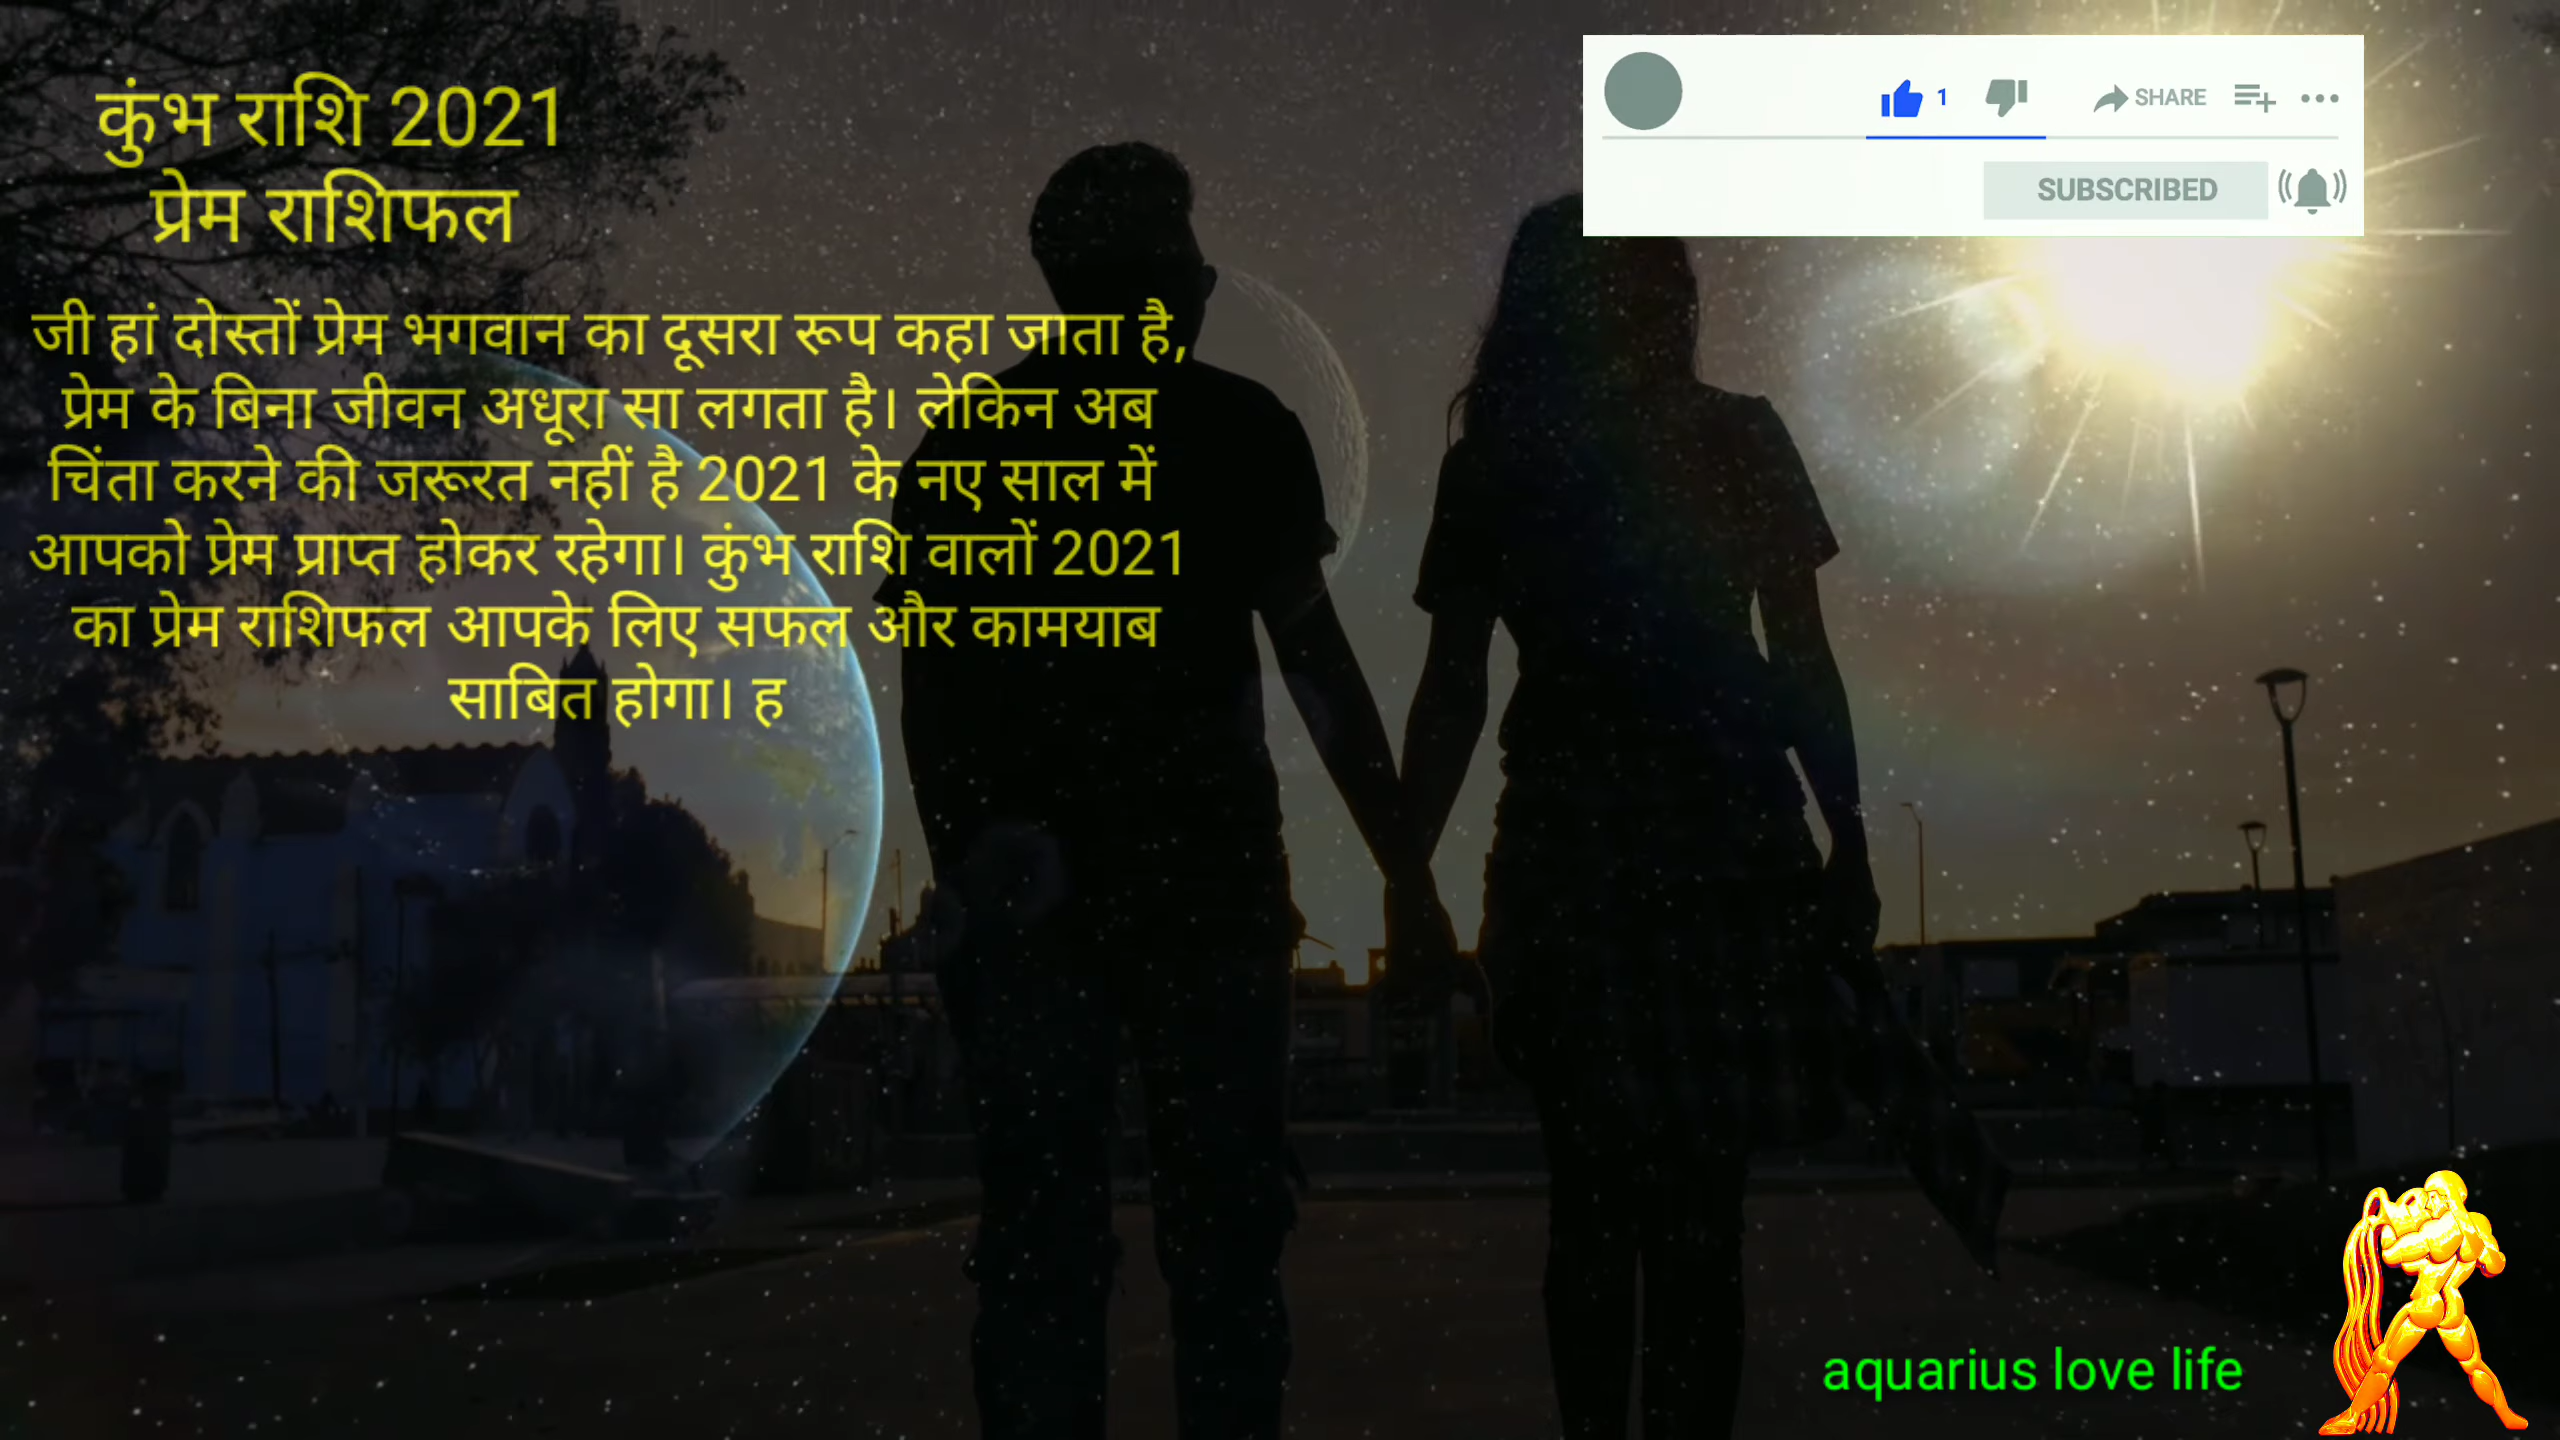 कुंभ राशि 2021
प्रेम राशिफल
जी हां दोस्तों प्रेम भगवान का दूसरा रूप कहा जाता है,
प्रेम के बिना जीवन अधूरा सा लगता है। लेकिन अब
चिंता करने की जरूरत नहीं है 2021 के नए साल में
आपको प्रेम प्राप्त होकर रहेगा। कुंभ राशि वालों 2021
का प्रेम राशिफल आपके लिए सफल और कामयाब
साबित होगा। ह
1 SHARE
SUBSCRIBED
aquarius love life